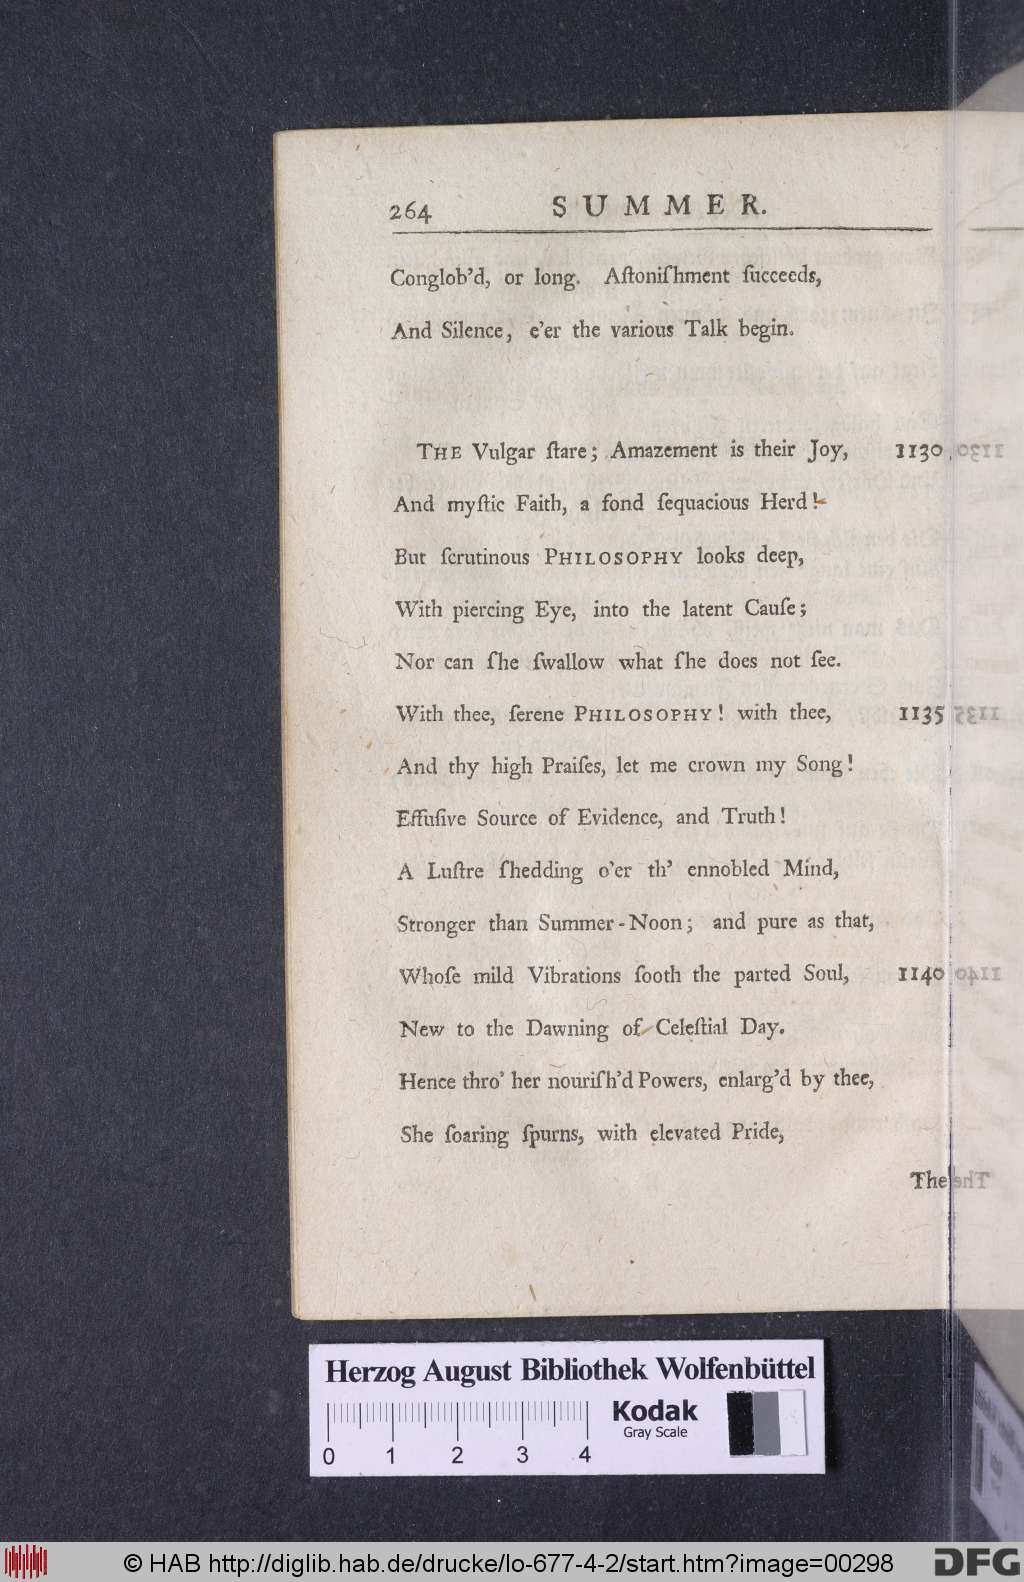 264 SUMMER.
Conglob'd, or long. Aſtoniſhment ſucceeds,
And Silence, e'er the various Talk begin.
THE Vulgar ſtare; Amazement is their Joy, 1130
And myſtic Faith, a fond ſequacious Herd!
But ſcrutinous PHILOSOPHY looks deep,
With piercing Eye, into the latent Cauſe;
Nor can ſhe ſwallow what ſhe does not ſee.
With thee, ſerene PHILOSOPHY! with thee, 1135
And thy high Praiſes, let me crown my Song!
Effuſive Source of Evidence, and Truth!
A Luſtre ſhedding o'er th' ennobled Mind,
Stronger than Summer-Noon; and pure as that,
Whoſe mild Vibrations ſooth the parted Soul, 1140
New to the Dawning of Celeſtial Day.
Hence thro' her nouriſh'd Powers, enlarg'd by thee,
She ſoaring ſpurns, with elevated Pride,
The
Herzog August Bibliothek Wolfenbüttel
Kodak
Gray Scale
0 1 2 3 4
© HAB http://diglib.hab.de/drucke/lo-677-4-2/start.htm?image=00298
DFG